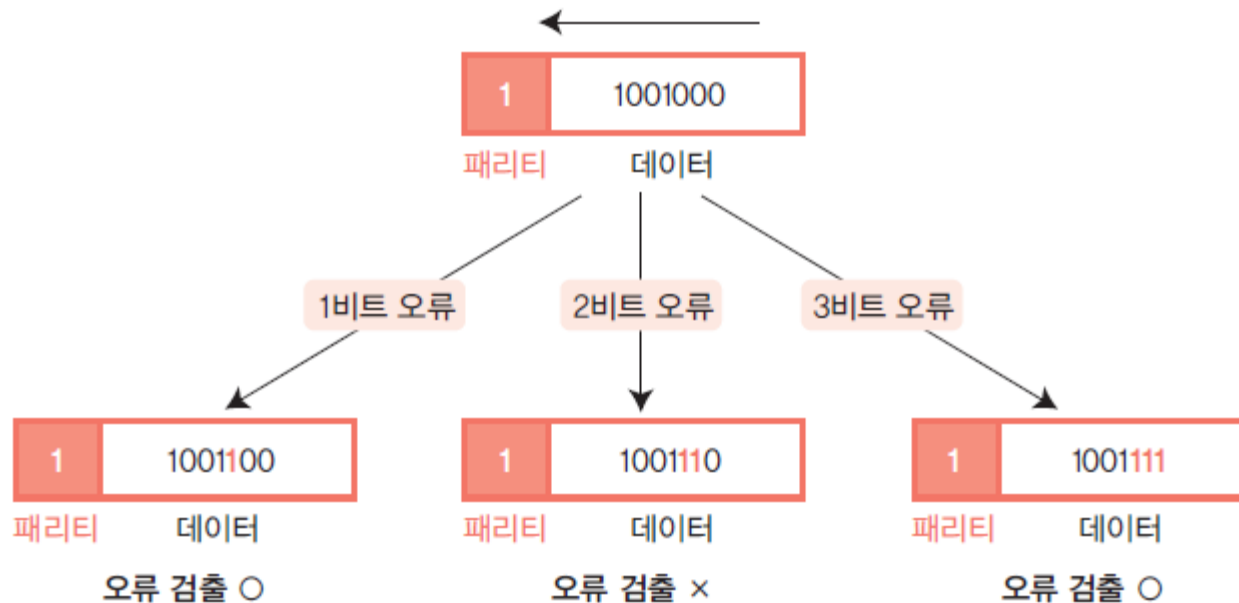 1 1001000
패리티 데이터
1비트 오류 2비트 오류 3비트 오류
1 1001100 1 1001110 1 1001111
패리티 데이터 패리티 데이터 패리티 데이터
오류 검출 ○ 오류 검출 × 오류 검출 ○